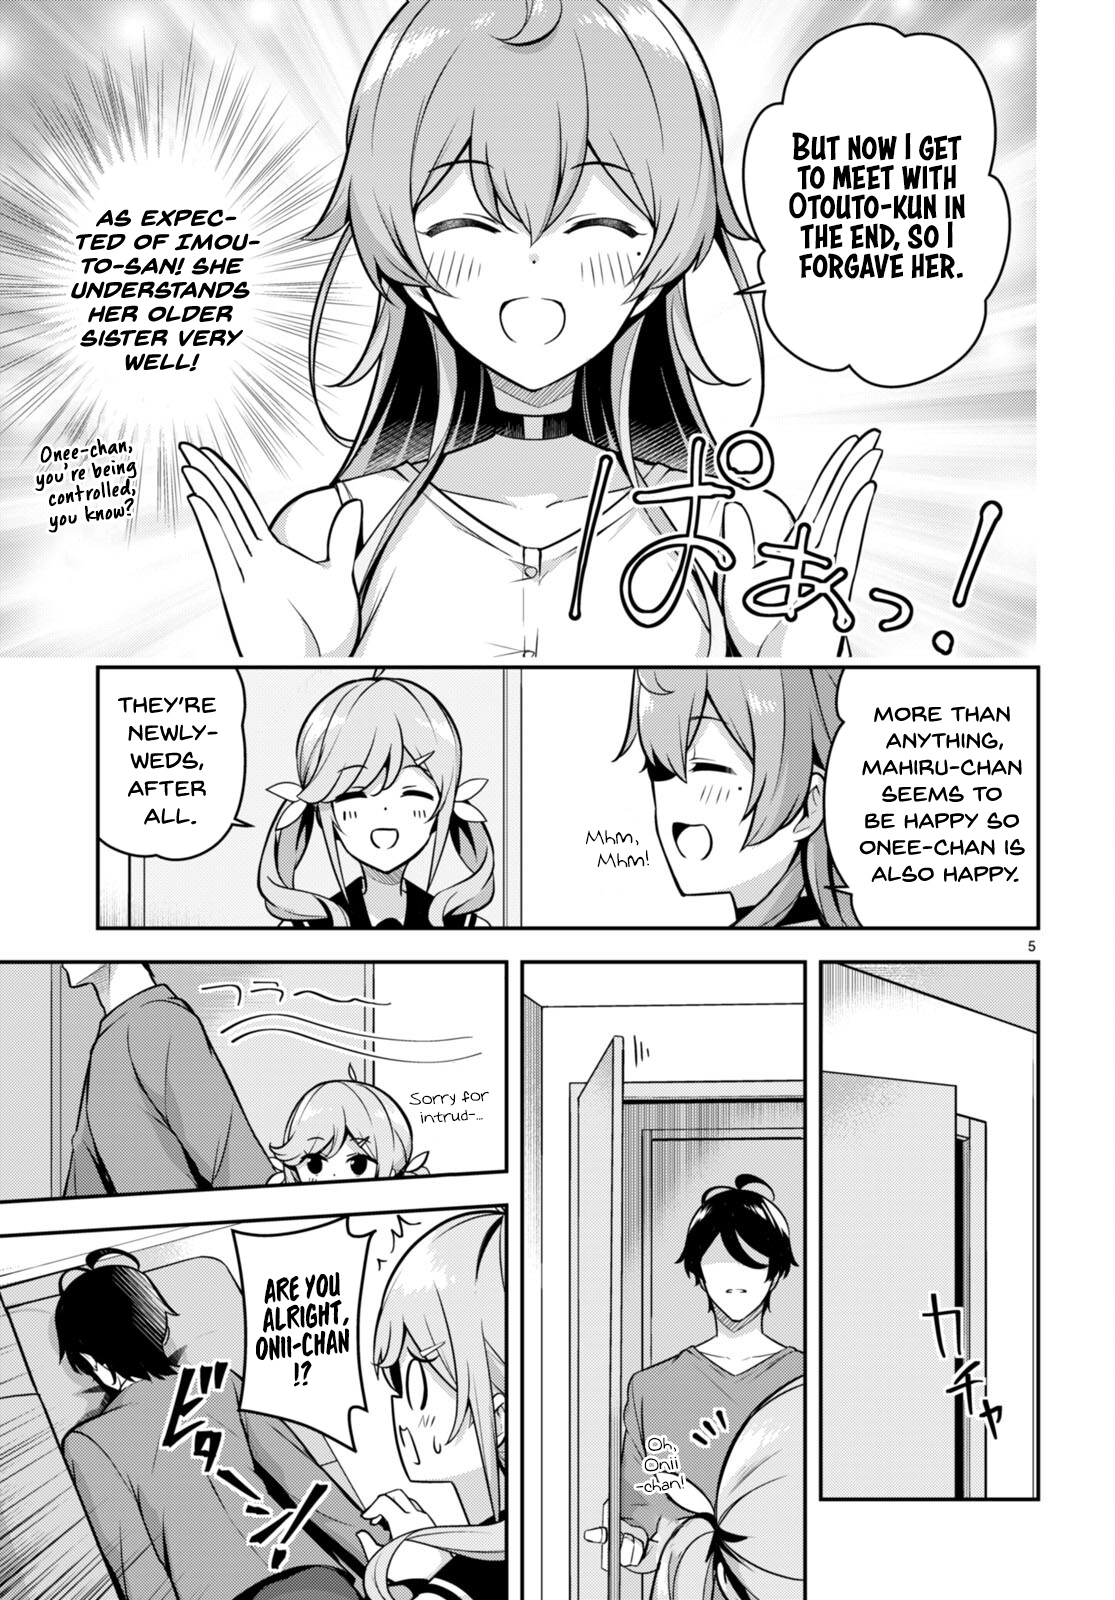 BUT NOW I GET
TO MEET WITH
OTOUTO-KUN IN
THE END, SO I
FORGAVE HER.
ぱあっ!
AS EXPEC-
TED OF IMOU-
TO-SAN! SHE
UNDERSTANDS
HER OLDER
SISTER VERY
WELL!
Onee-chan,
you're being
controlled,
you know?
MORE THAN
ANYTHING,
MAHIRU-CHAN
SEEMS TO
BE HAPPY SO
ONEE-CHAN IS
ALSO HAPPY.
Mhm,
Mhm!
THEY'RE
NEWLY-
WEDS,
AFTER
ALL.
5
ガチャ
Oh,
Onii
-chan!
フラ〜
Sorry for
intrud-...
ARE YOU
ALRIGHT,
ONII-CHAN
!?
ドターン!